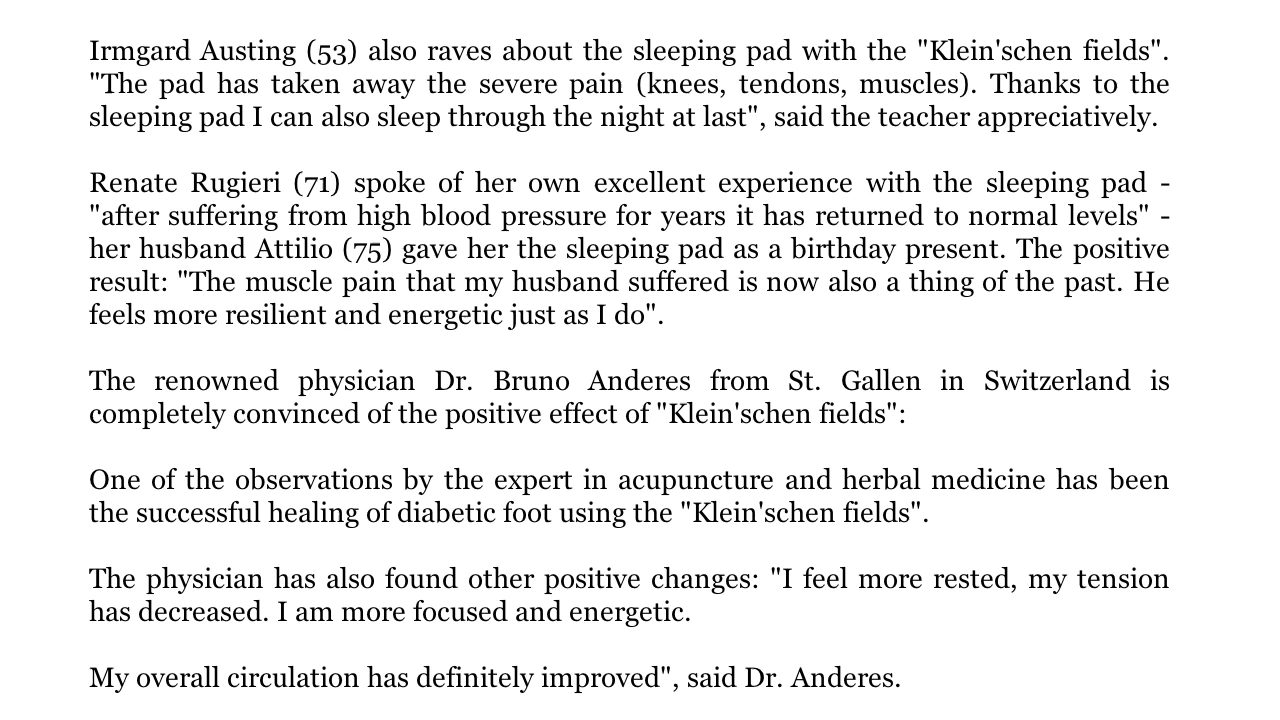 Irmgard Austing (53) also raves about the sleeping pad with the "Klein'schen fields".
"The pad has taken away the severe pain (knees, tendons, muscles). Thanks to the
sleeping pad I can also sleep through the night at last", said the teacher appreciatively.
Renate Rugieri (71) spoke of her own excellent experience with the sleeping pad -
"after suffering from high blood pressure for years it has returned to normal levels" -
her husband Attilio (75) gave her the sleeping pad as a birthday present. The positive
result: "The muscle pain that my husband suffered is now also a thing of the past. He
feels more resilient and energetic just as I do".
The renowned physician Dr. Bruno Anderes from St. Gallen in Switzerland is
completely convinced of the positive effect of "Klein'schen fields":
One of the observations by the expert in acupuncture and herbal medicine has been
the successful healing of diabetic foot using the "Klein'schen fields".
The physician has also found other positive changes: "I feel more rested, my tension
has decreased. I am more focused and energetic.
My overall circulation has definitely improved", said Dr. Anderes.